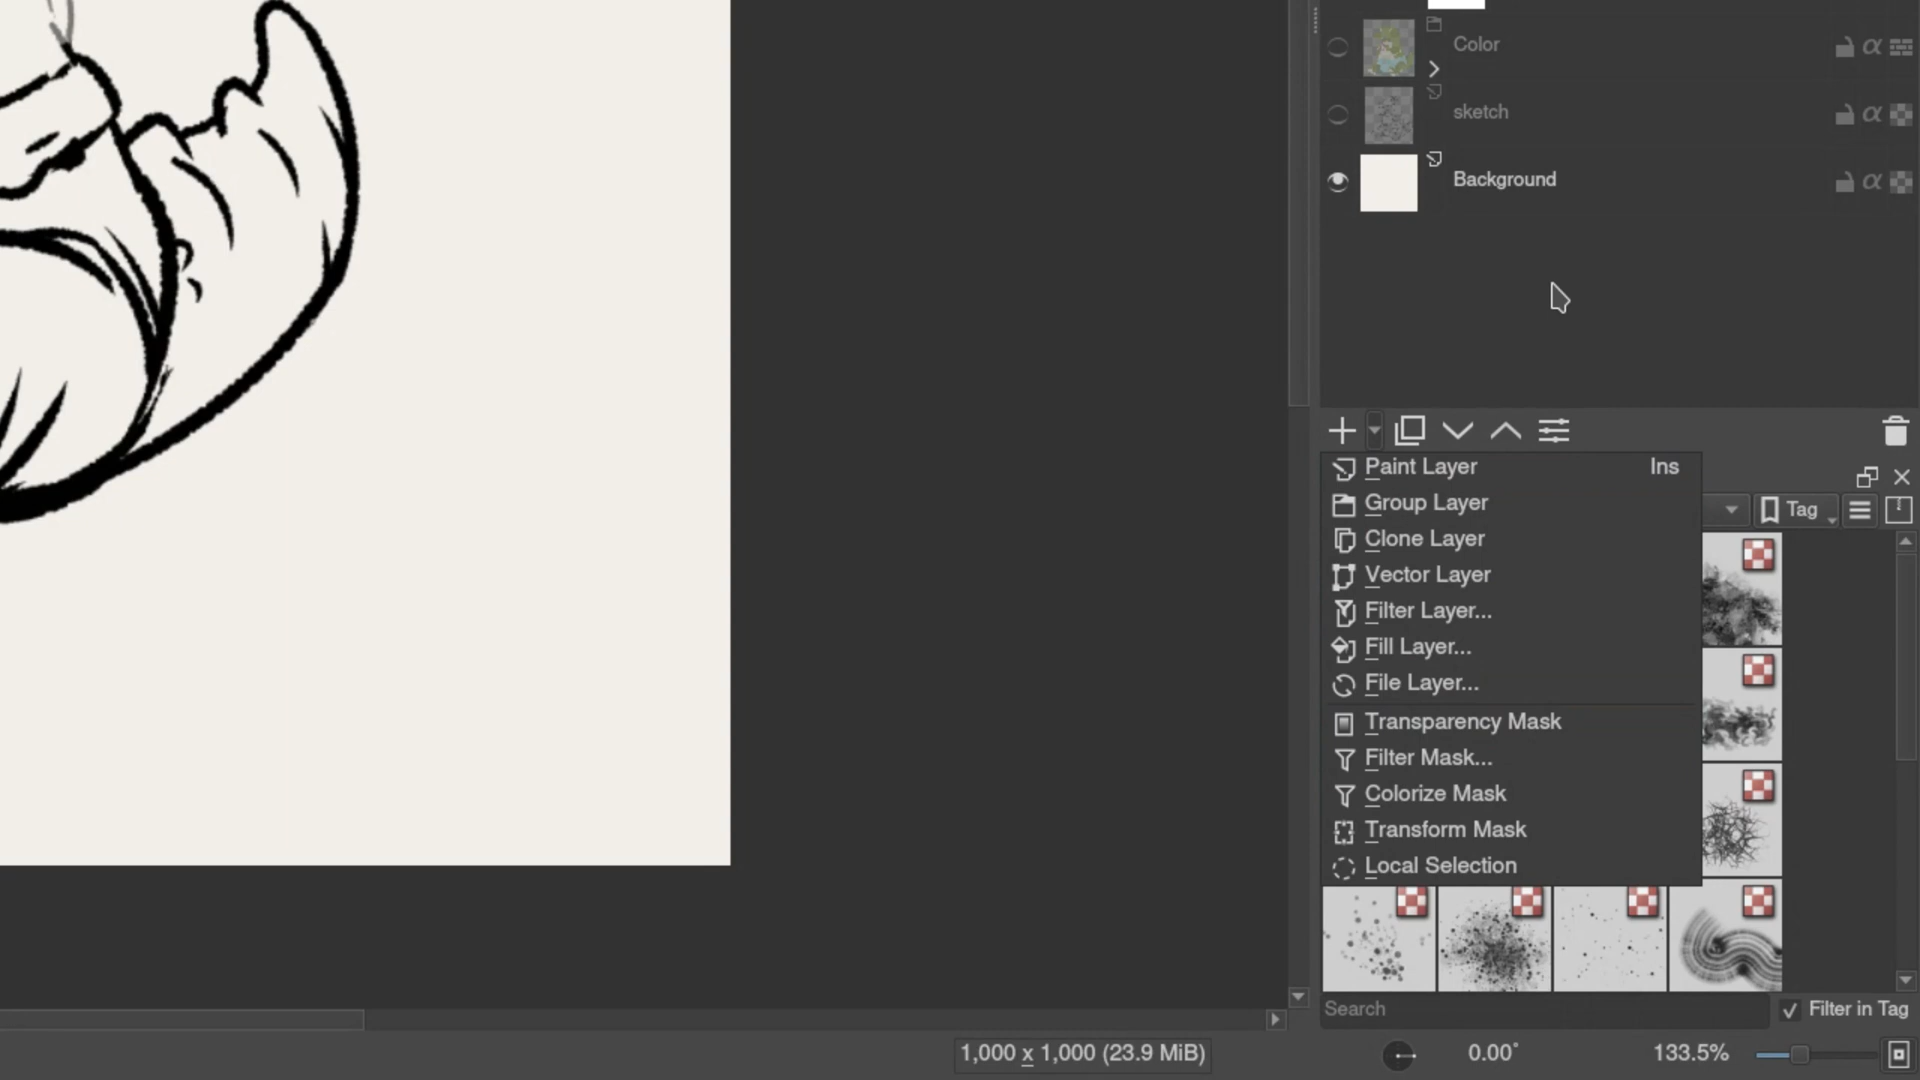 Color
sketch
Background
Paint Layer Ins
Group Layer
Clone Layer
Vector Layer
Filter Layer...
Fill Layer...
File Layer...
Transparency Mask
Filter Mask...
Colorize Mask
Transform Mask
Local Selection
Tag
Search
Filter in Tag
1,000 x 1,000 (23.9 MiB)
0.00°
133.5%